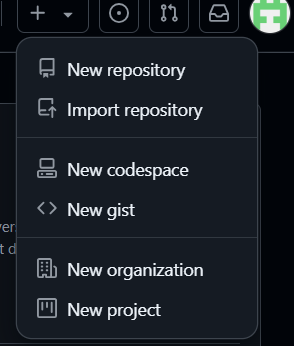 New repository
Import repository
New codespace
New gist
New organization
New project